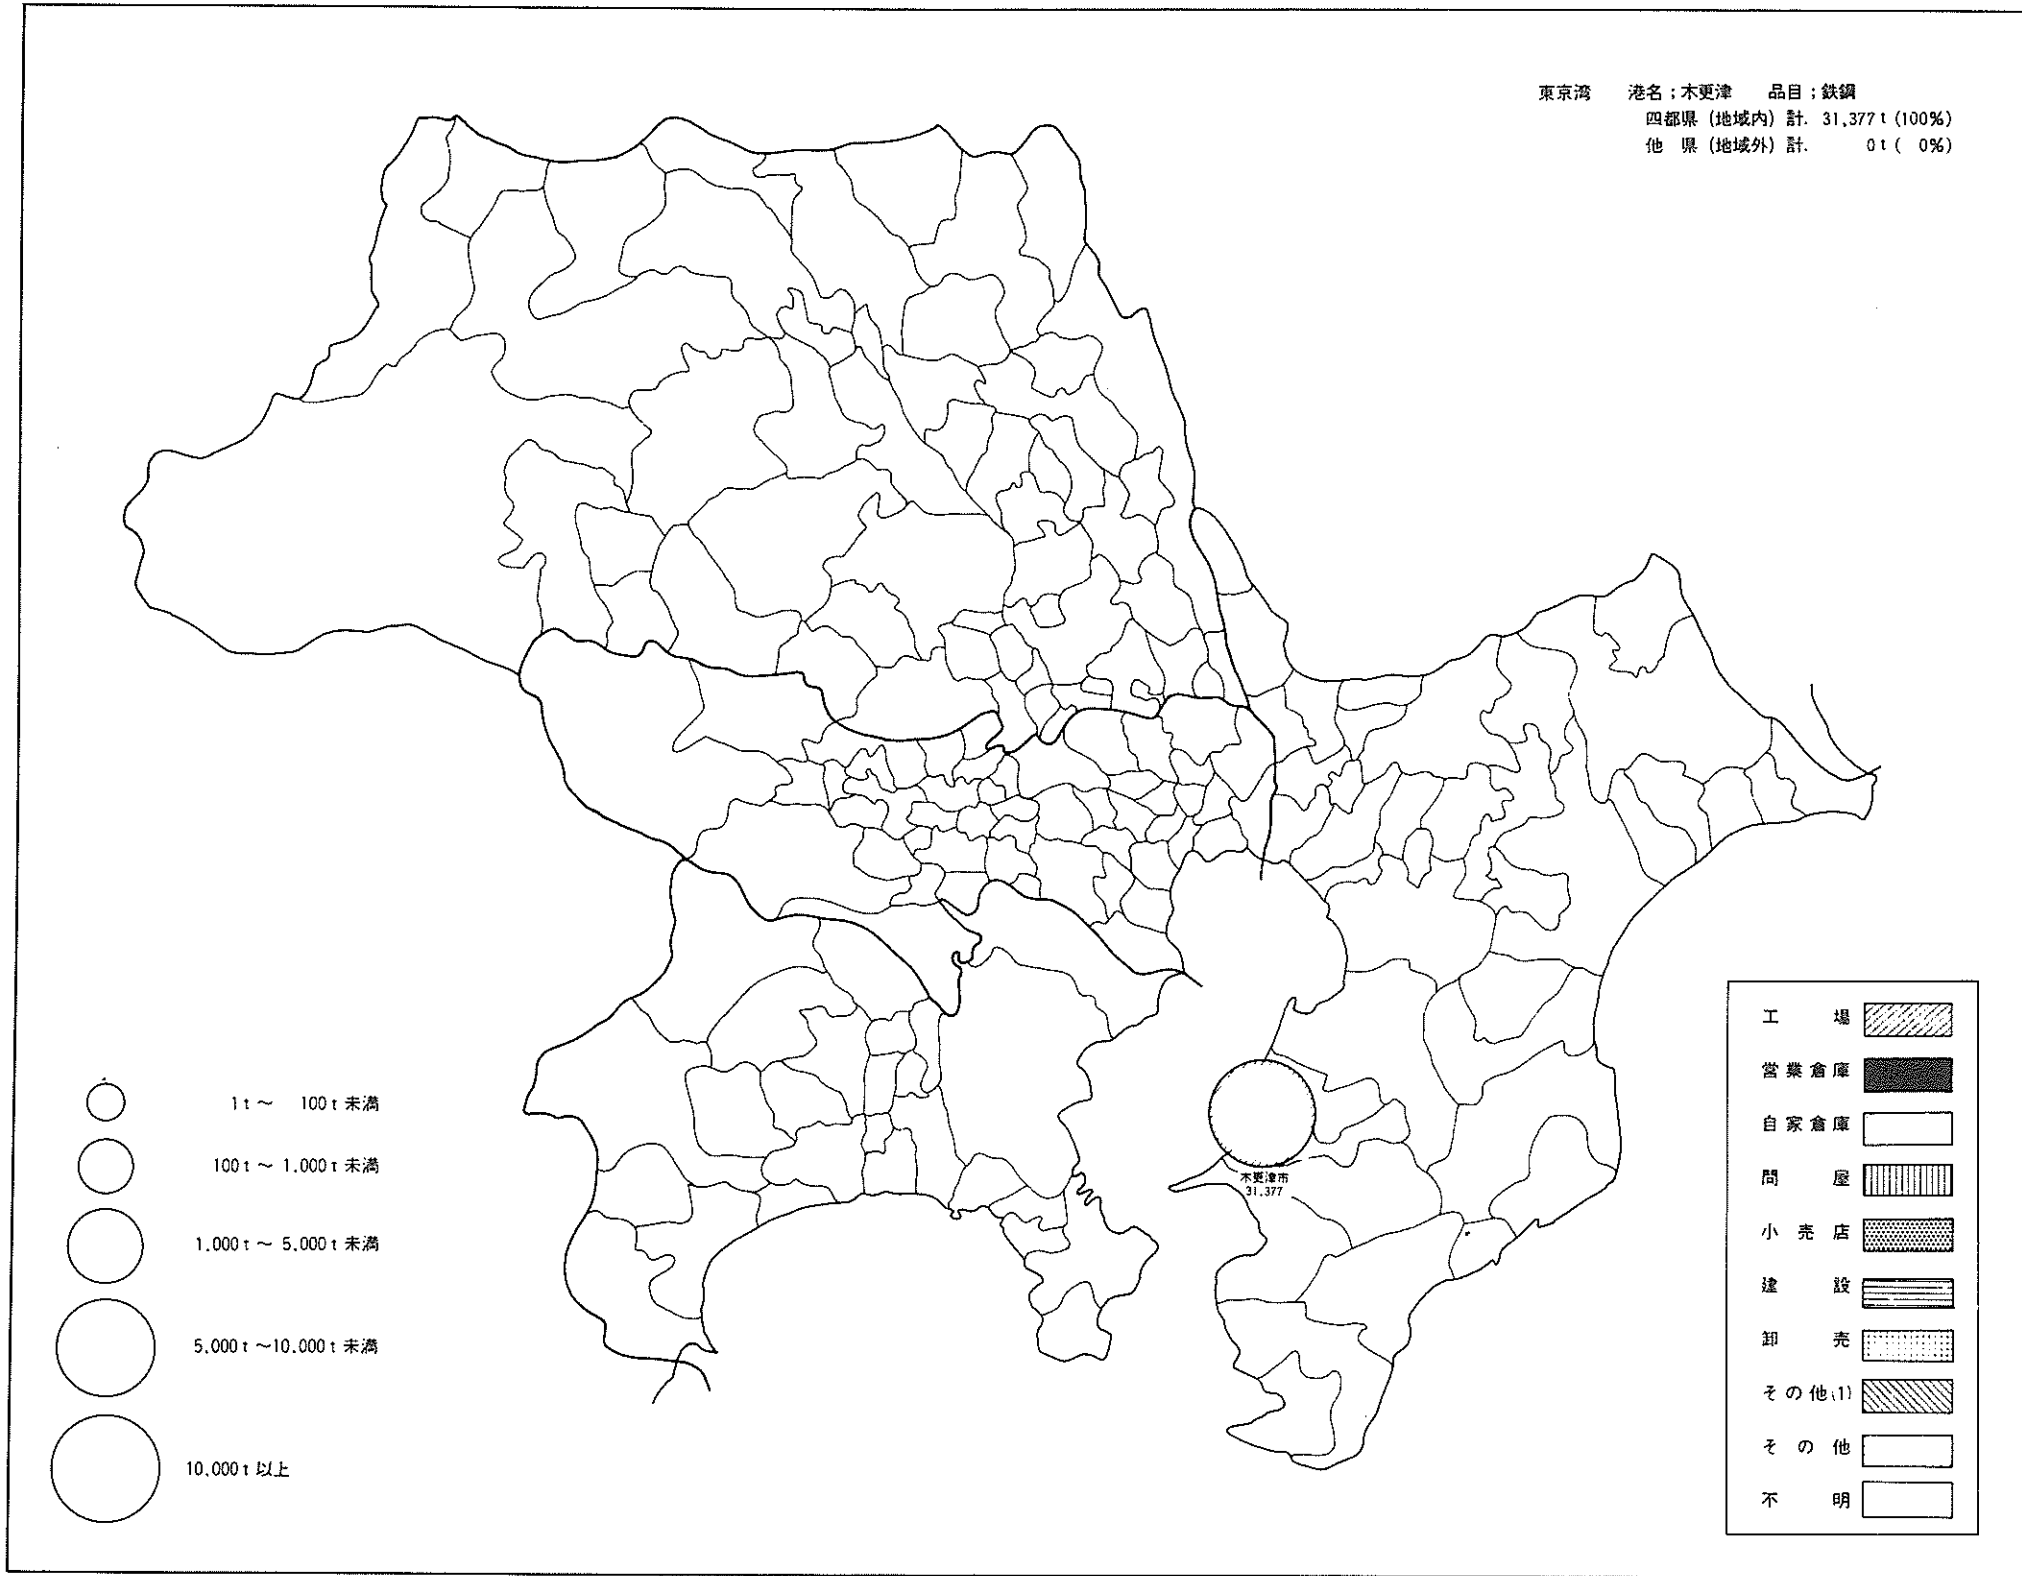 東京湾 港名;木更津 品目;鉄鋼
四都県(地域内)計. 31,377t(100%)
他 県(地域外)計. 0t( 0%)
木更津市
31,377
1t~ 100t未満
100t~1.000t未満
1.000t~5.000t未満
5.000t~10.000t未満
10.000t以上
工 場
営業倉庫
自家倉庫
問 屋
小売店
建 設
卸 売
その他(1)
その他
不 明